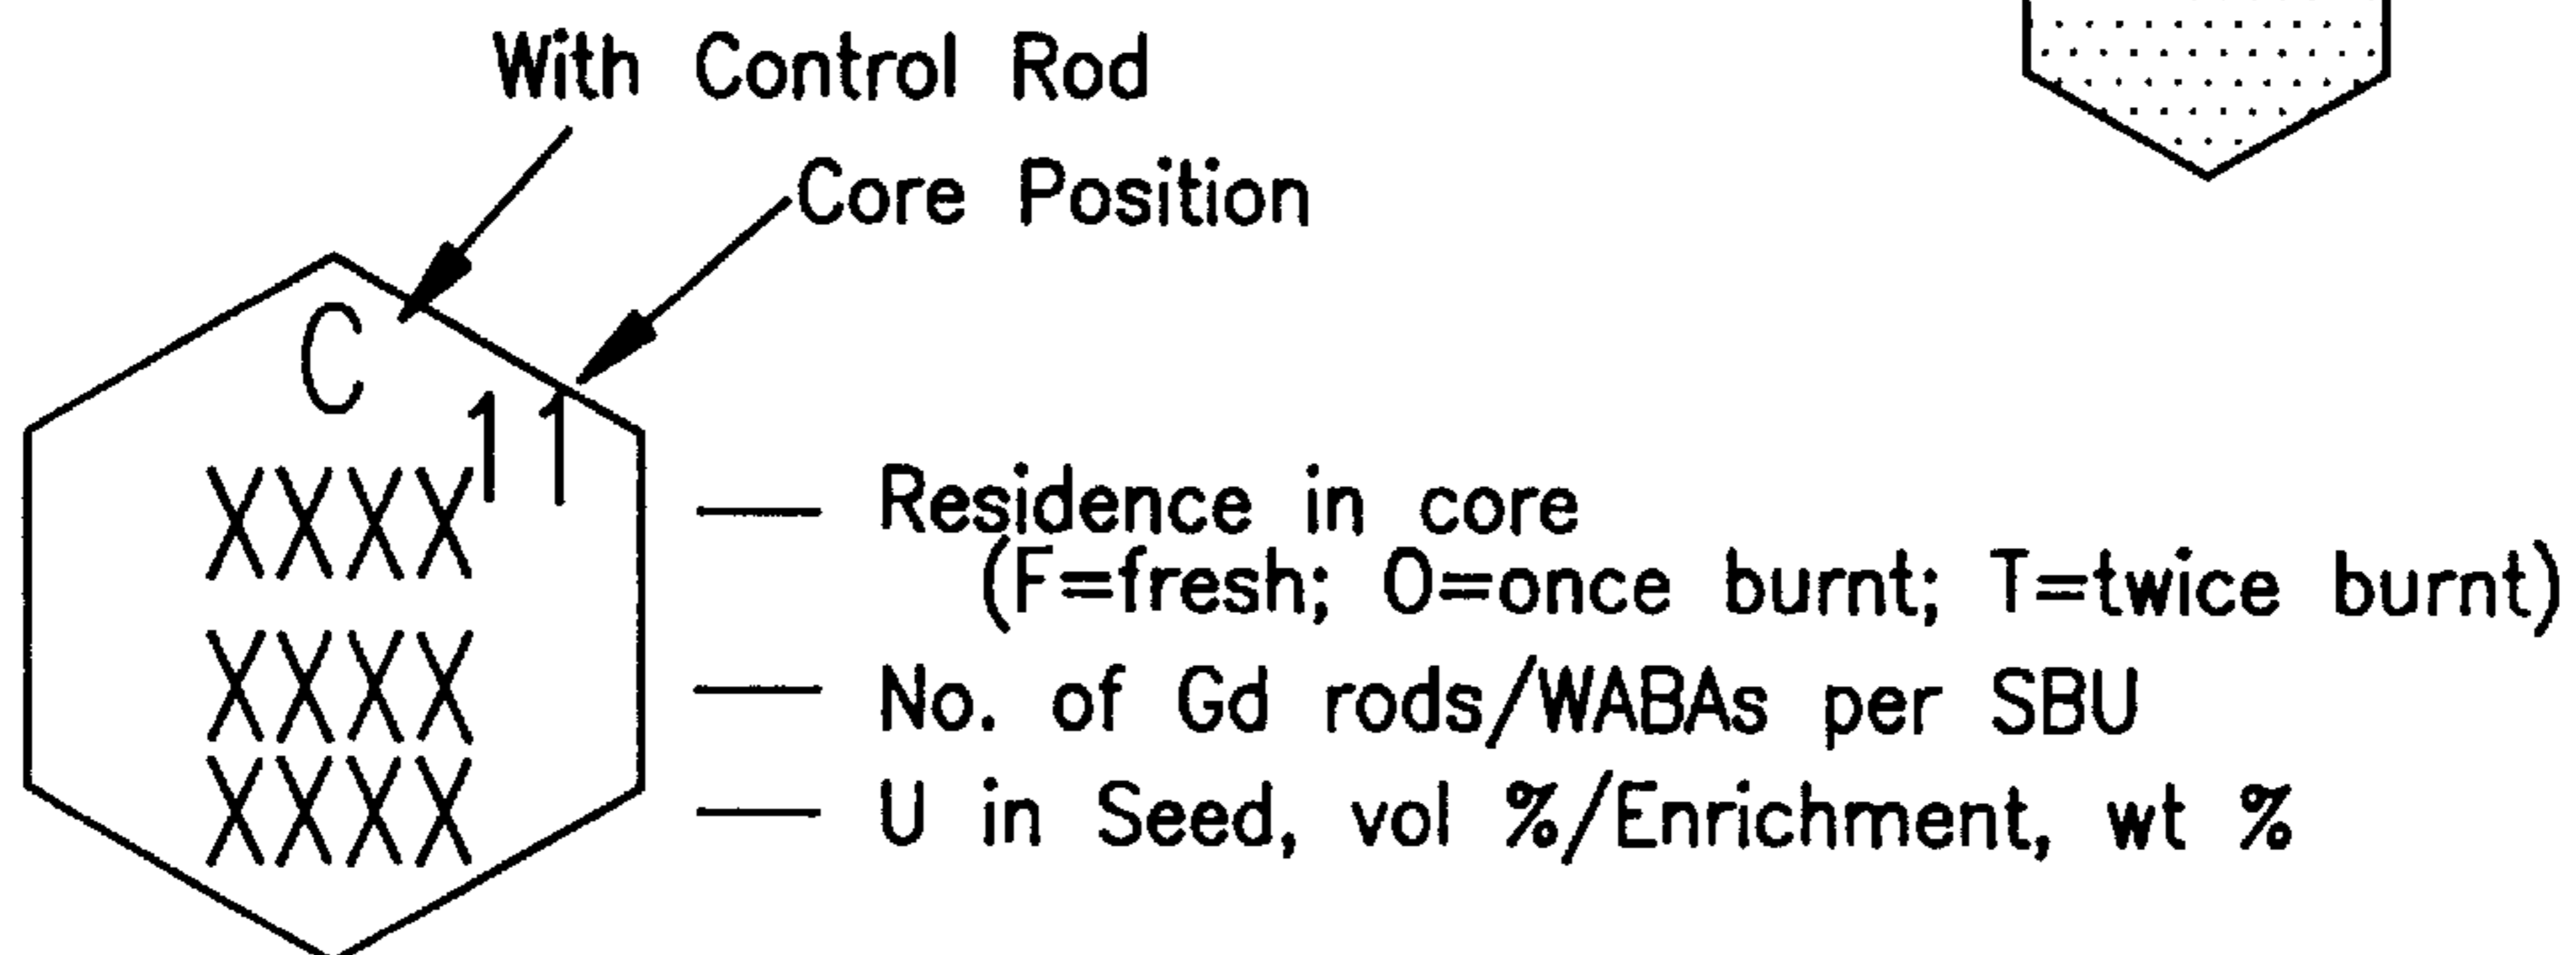 With Control Rod
Core Position
C
11
XXXX — Residence in core
(F=fresh; O=once burnt; T=twice burnt)
XXXX — No. of Gd rods/WABAs per SBU
XXXX — U in Seed, vol %/Enrichment, wt %